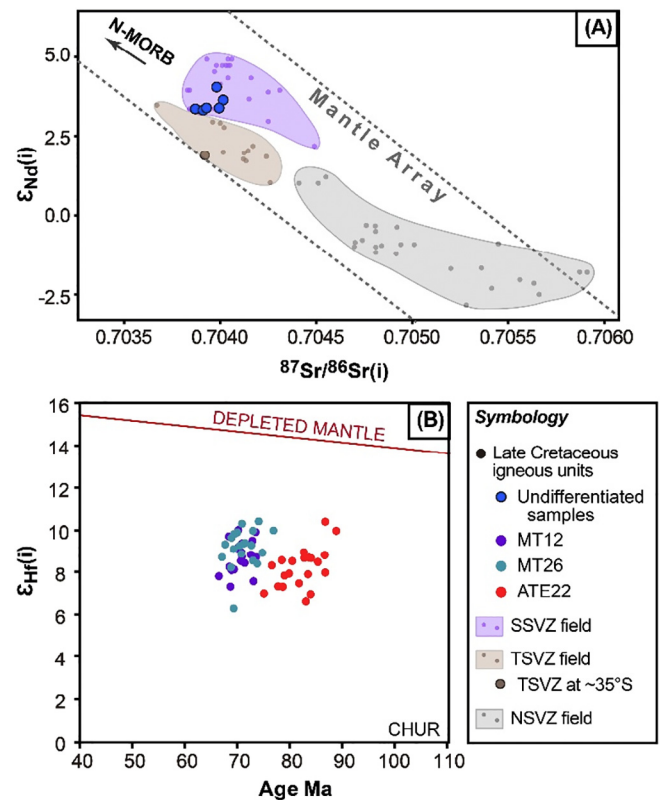 (A)
N-MORB
Mantle Array
εNd(i)
5.0
2.5
0.0
-2.5
0.7035
0.704
0.7045
0.705
0.7055
0.706
87Sr/86Sr(i)
(B)
DEPLETED MANTLE
εHf(i)
16
14
12
10
8
6
4
2
0
CHUR
40
50
60
70
80
90
100
110
Age Ma
Symbology
Late Cretaceous
igneous units
Undifferentiated
samples
MT12
MT26
ATE22
SSVZ field
TSVZ field
TSVZ at ~35°S
NSVZ field